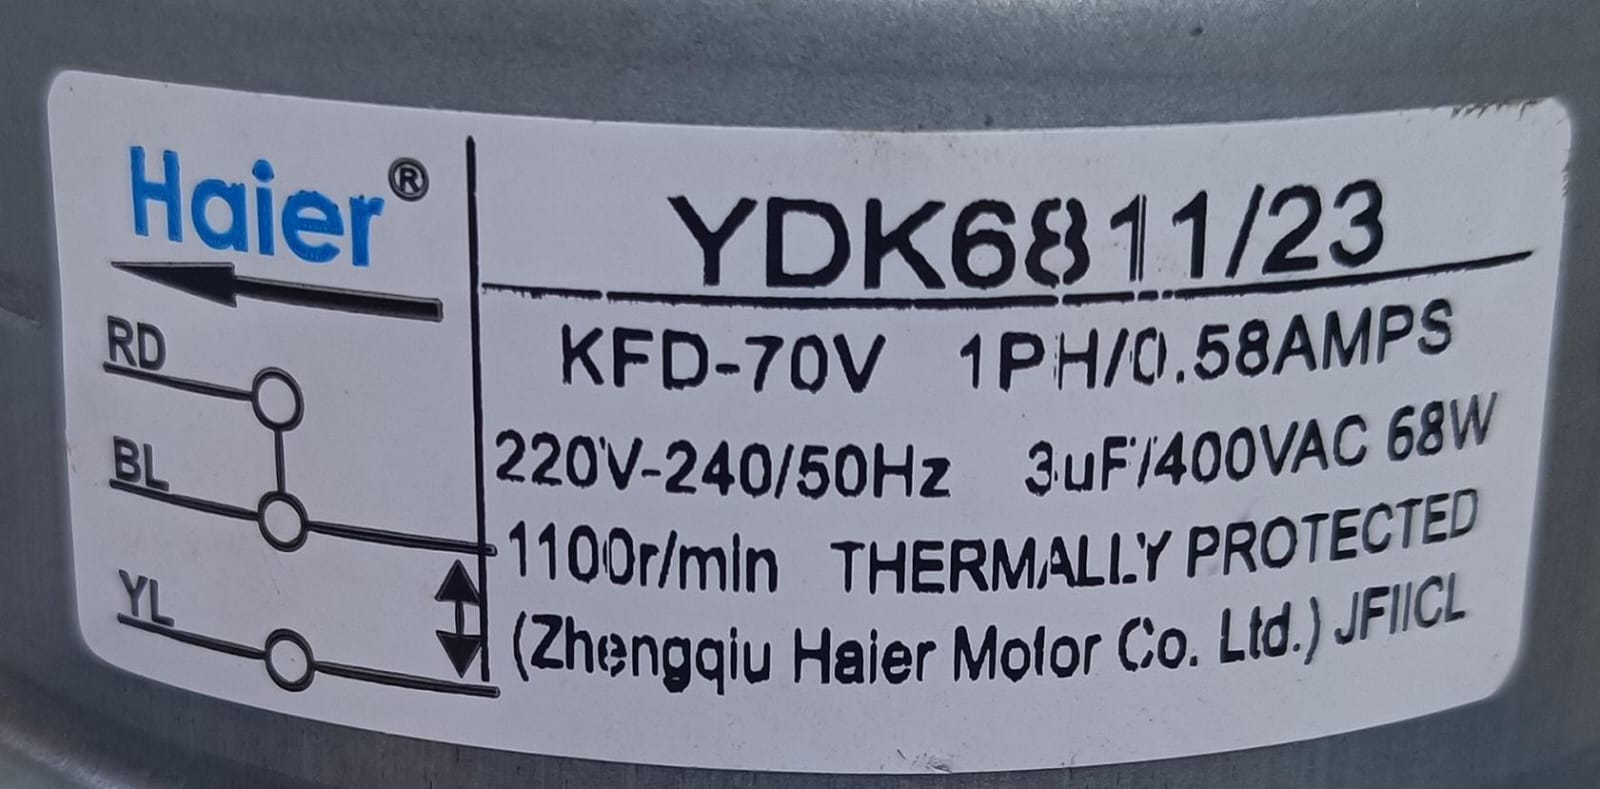 Haier®
YDK6811/23
RD
KFD-70V 1PH/0.58AMPS
BL
220V-240/50Hz 3uF/400VAC 68W
1100r/min THERMALLY PROTECTED
YL
(Zhengqiu Haier Motor Co. Ltd.) JFIICL